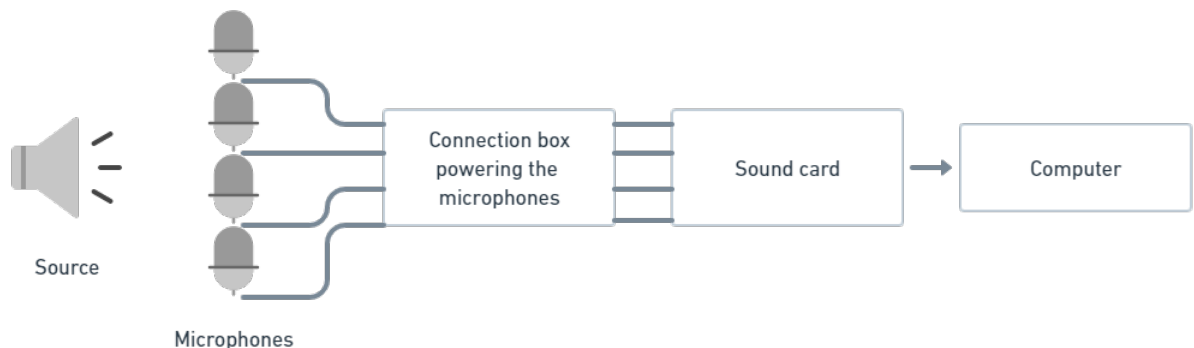 Source
Microphones
Connection box
powering the
microphones
Sound card
Computer